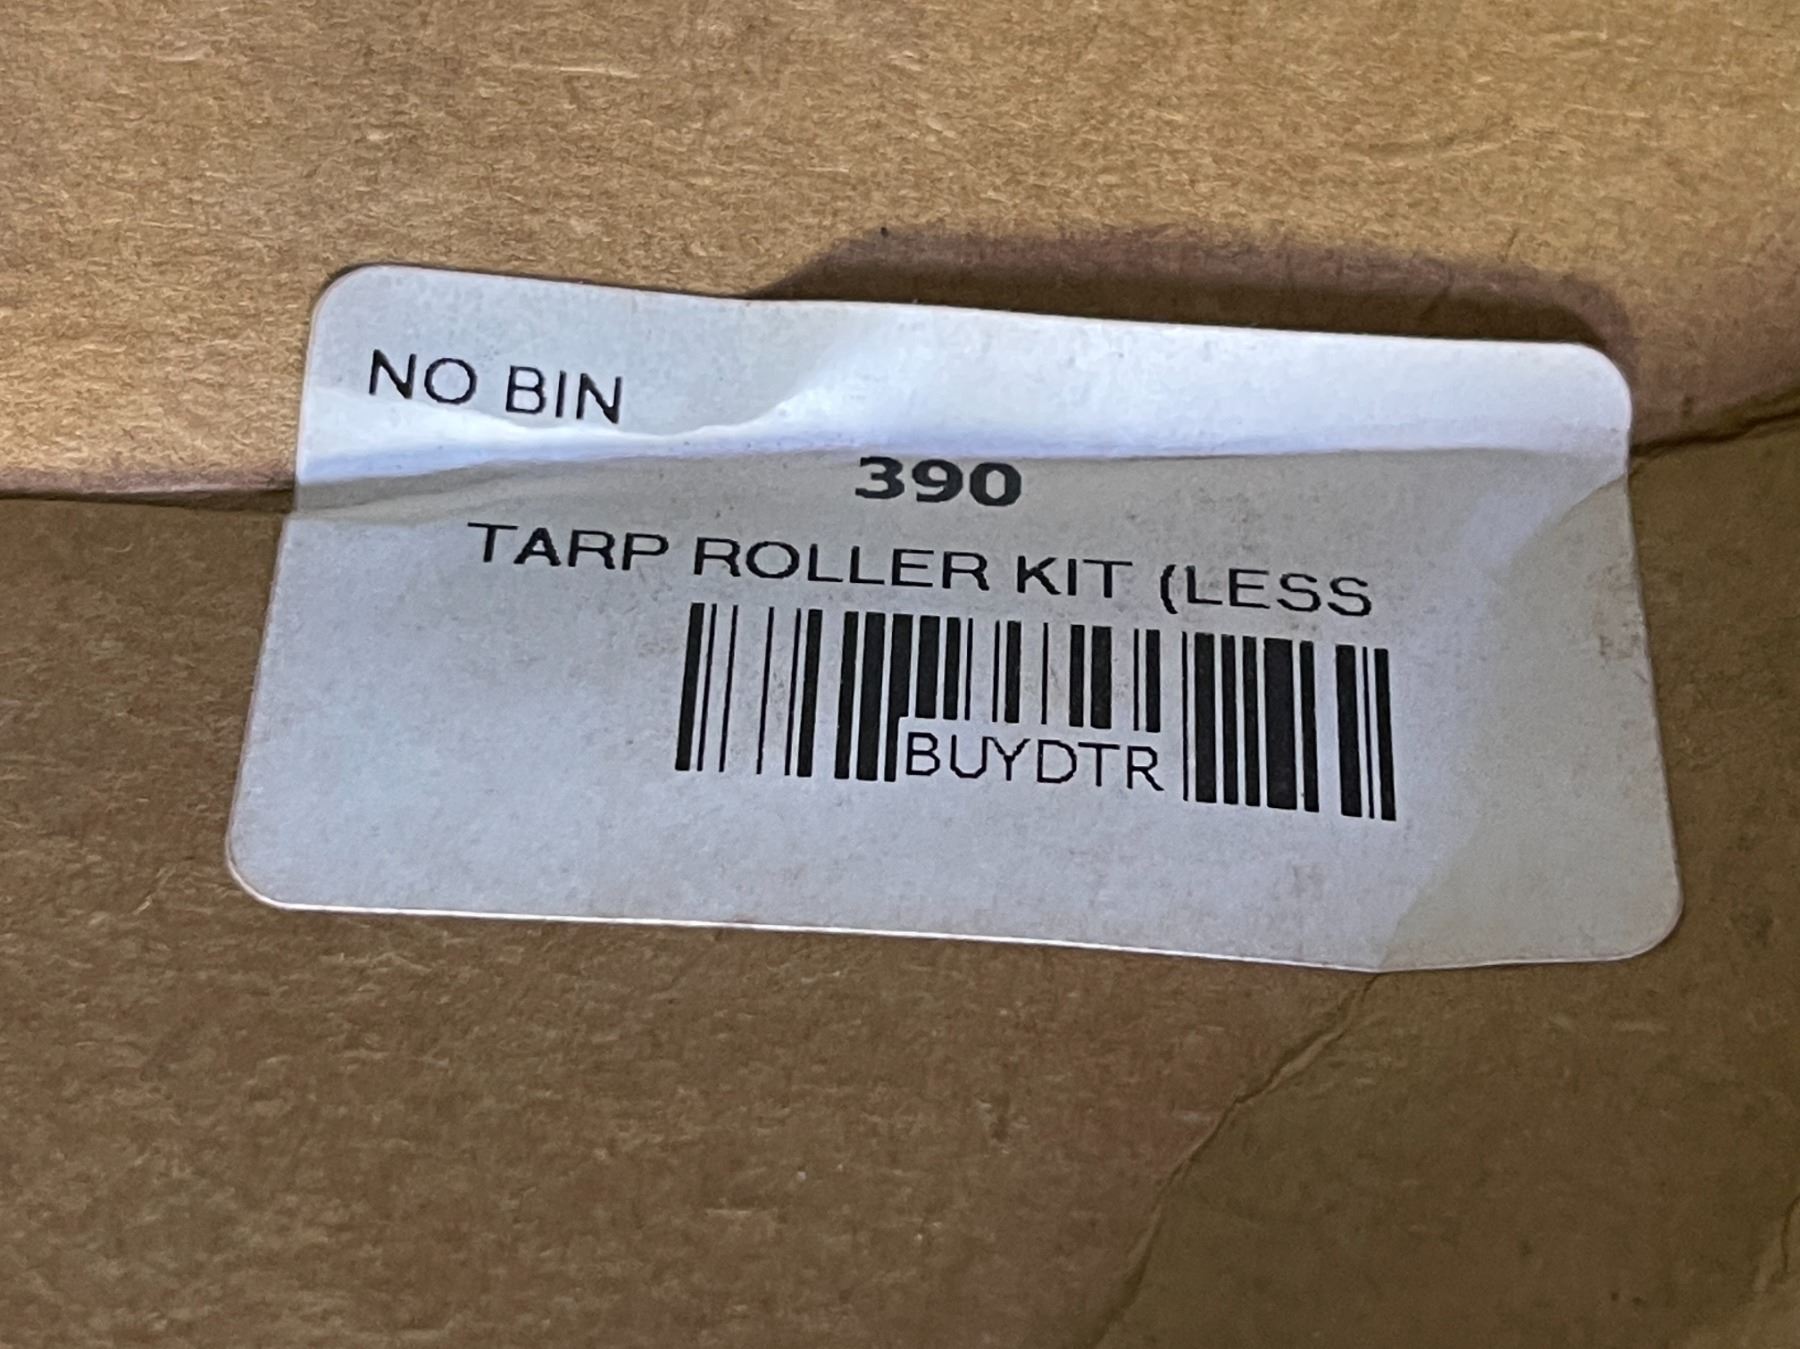 NO BIN
390
TARP ROLLER KIT (LESS
BUYDTR